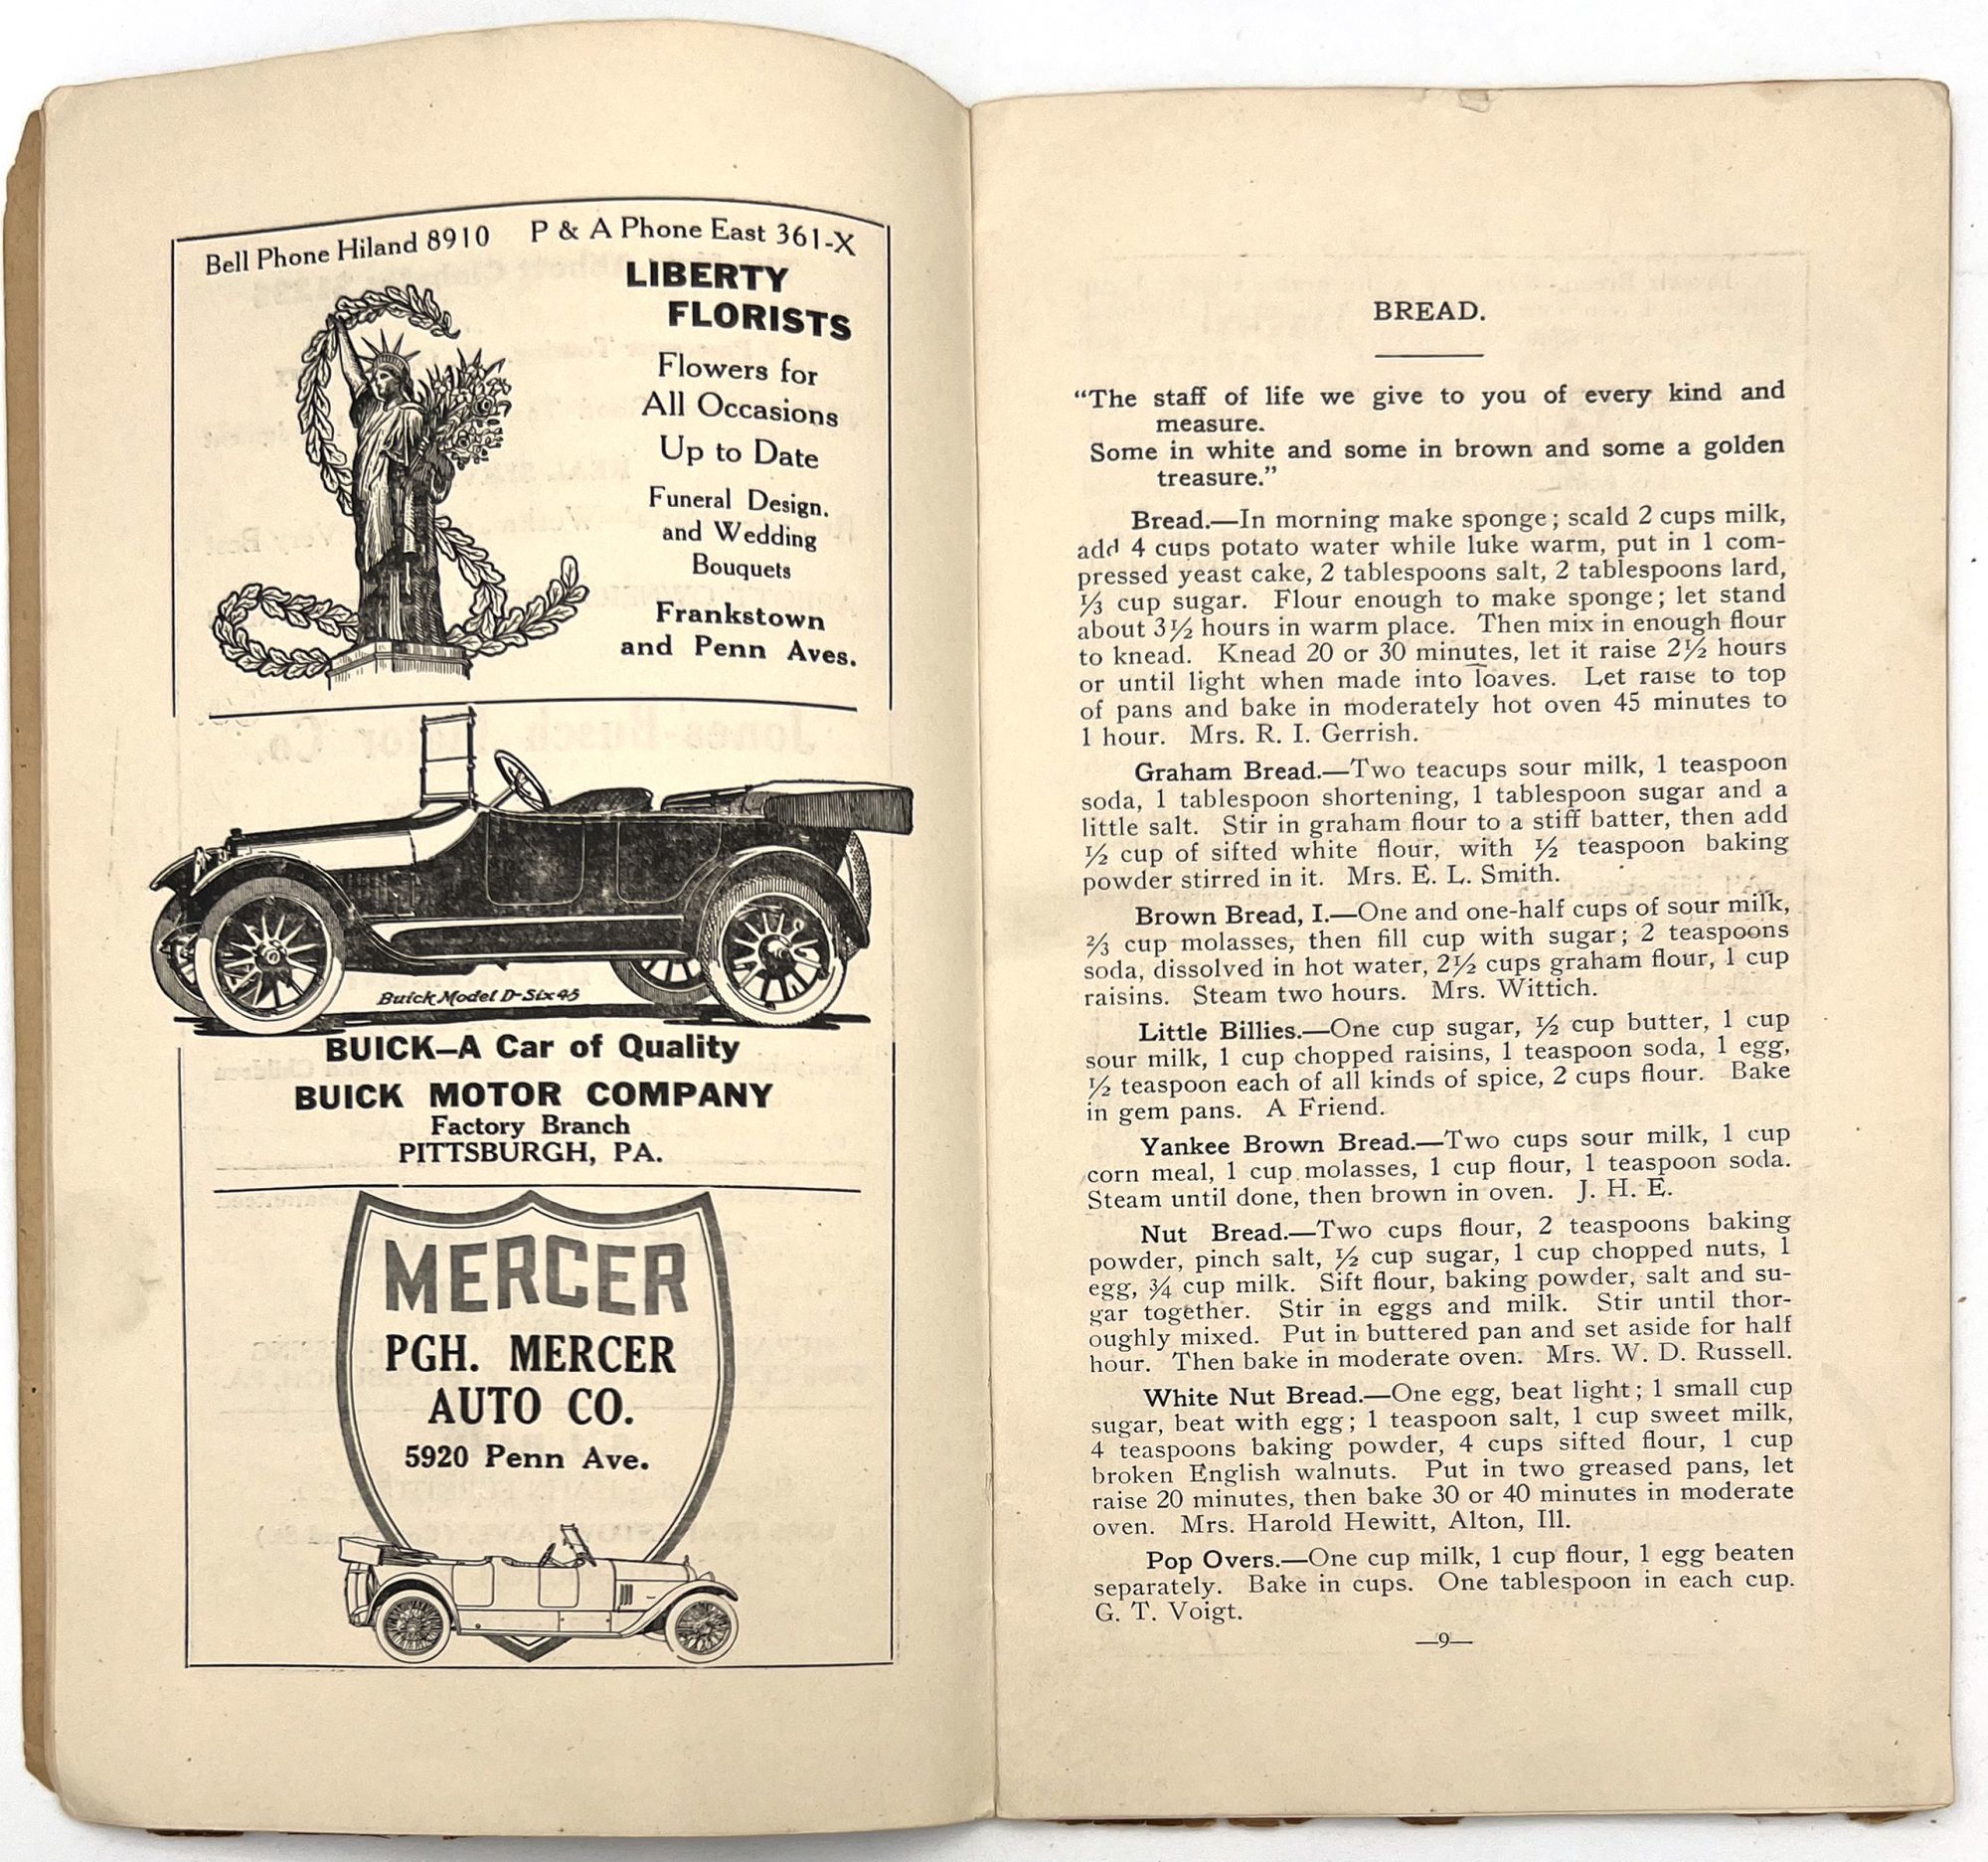 Bell Phone Hiland 8910 P & A Phone East 361-X
LIBERTY
FLORISTS
Flowers for
All Occasions
Up to Date
Funeral Design.
and Wedding
Bouquets
Frankstown
and Penn Aves.
Buick Model D-Six 45
BUICK—A Car of Quality
BUICK MOTOR COMPANY
Factory Branch
PITTSBURGH, PA.
MERCER
PGH. MERCER
AUTO CO.
5920 Penn Ave.
BREAD.
“The staff of life we give to you of every kind and
measure.
Some in white and some in brown and some a golden
treasure.”
Bread.—In morning make sponge; scald 2 cups milk,
add 4 cups potato water while luke warm, put in 1 com-
pressed yeast cake, 2 tablespoons salt, 2 tablespoons lard,
⅓ cup sugar. Flour enough to make sponge; let stand
about 3½ hours in warm place. Then mix in enough flour
to knead. Knead 20 or 30 minutes, let it raise 2½ hours
or until light when made into loaves. Let raise to top
of pans and bake in moderately hot oven 45 minutes to
1 hour. Mrs. R. I. Gerrish.
Graham Bread.—Two teacups sour milk, 1 teaspoon
soda, 1 tablespoon shortening, 1 tablespoon sugar and a
little salt. Stir in graham flour to a stiff batter, then add
½ cup of sifted white flour, with ½ teaspoon baking
powder stirred in it. Mrs. E. L. Smith.
Brown Bread, I.—One and one-half cups of sour milk,
⅔ cup molasses, then fill cup with sugar; 2 teaspoons
soda, dissolved in hot water, 2½ cups graham flour, 1 cup
raisins. Steam two hours. Mrs. Wittich.
Little Billies.—One cup sugar, ½ cup butter, 1 cup
sour milk, 1 cup chopped raisins, 1 teaspoon soda, 1 egg,
½ teaspoon each of all kinds of spice, 2 cups flour. Bake
in gem pans. A Friend.
Yankee Brown Bread.—Two cups sour milk, 1 cup
corn meal, 1 cup molasses, 1 cup flour, 1 teaspoon soda.
Steam until done, then brown in oven. J. H. E.
Nut Bread.—Two cups flour, 2 teaspoons baking
powder, pinch salt, ½ cup sugar, 1 cup chopped nuts, 1
egg, ¾ cup milk. Sift flour, baking powder, salt and su-
gar together. Stir in eggs and milk. Stir until thor-
oughly mixed. Put in buttered pan and set aside for half
hour. Then bake in moderate oven. Mrs. W. D. Russell.
White Nut Bread.—One egg, beat light; 1 small cup
sugar, beat with egg; 1 teaspoon salt, 1 cup sweet milk,
4 teaspoons baking powder, 4 cups sifted flour, 1 cup
broken English walnuts. Put in two greased pans, let
raise 20 minutes, then bake 30 or 40 minutes in moderate
oven. Mrs. Harold Hewitt, Alton, Ill.
Pop Overs.—One cup milk, 1 cup flour, 1 egg beaten
separately. Bake in cups. One tablespoon in each cup.
G. T. Voigt.
—9—